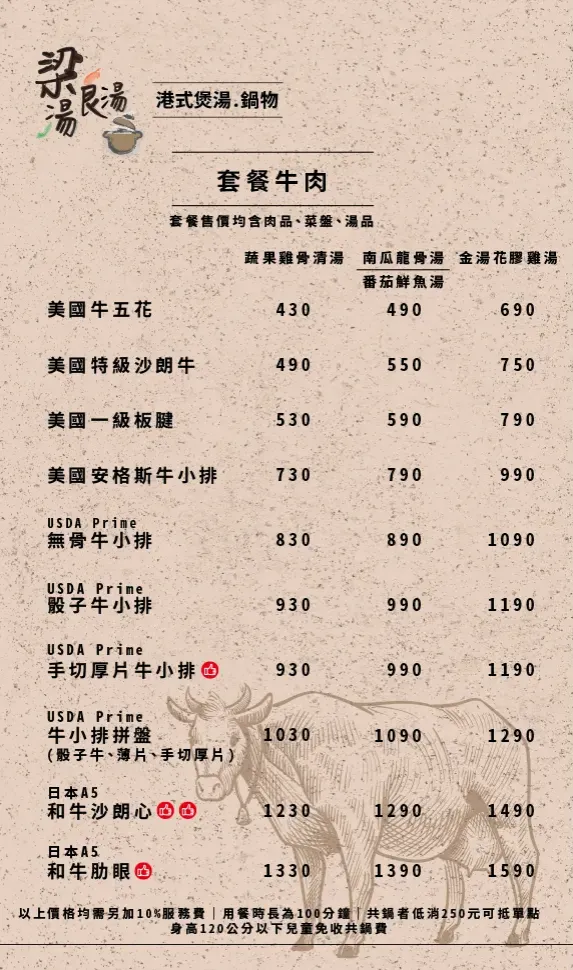 梁食湯湯
港式煲湯.鍋物
套餐牛肉
套餐售價均含肉品、菜盤、湯品
蔬果雞骨清湯 南瓜龍骨湯 金湯花膠雞湯
番茄鮮魚湯
美國牛五花 430 490 690
美國特級沙朗牛 490 550 750
美國一級板腱 530 590 790
美國安格斯牛小排 730 790 990
USDA Prime
無骨牛小排 830 890 1090
USDA Prime
骰子牛小排 930 990 1190
USDA Prime
手切厚片牛小排 930 990 1190
USDA Prime
牛小排拼盤 1030 1090 1290
(骰子牛、薄片、手切厚片)
日本A5
和牛沙朗心 1230 1290 1490
日本A5
和牛肋眼 1330 1390 1590
以上價格均需另加10%服務費｜用餐時長為100分鐘｜共鍋者低消250元可抵單點
身高120公分以下兒童免收共鍋費